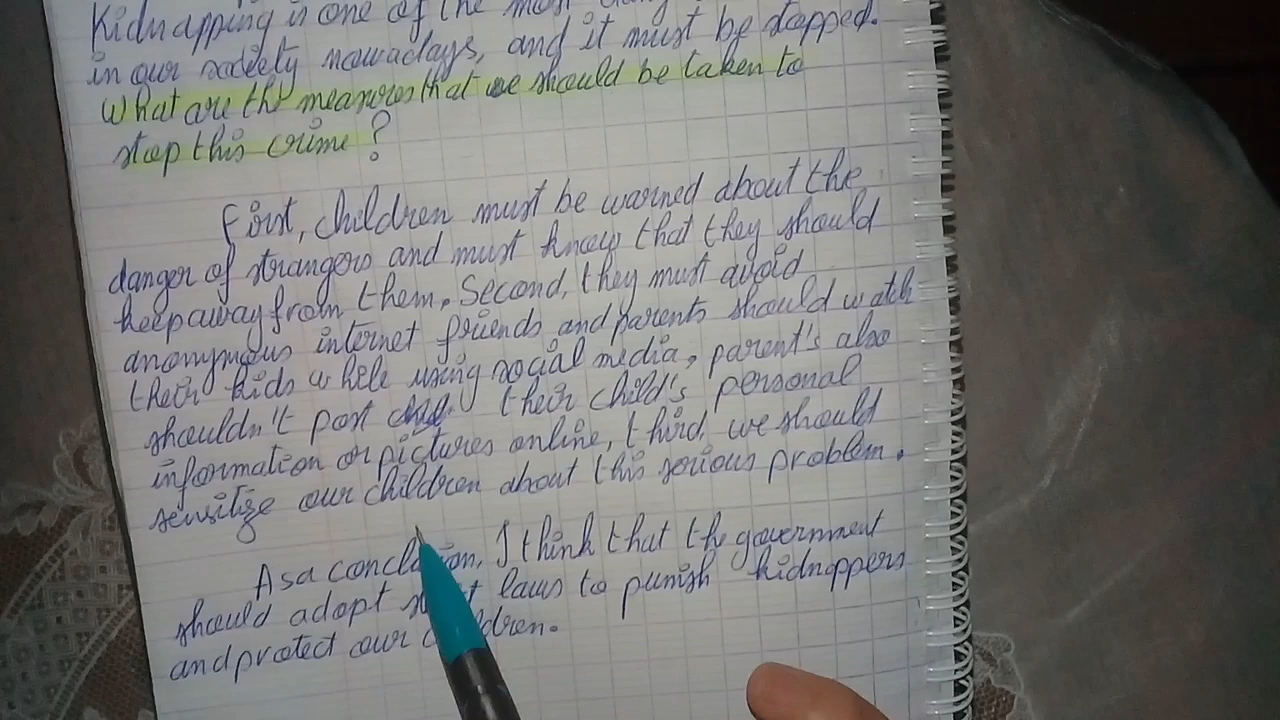 Kidnapping is one of the most
in our society nowadays, and it must be stopped.
What are the measures that we should be taken to
stop this crime?
First, children must be warned about the
danger of strangers and must know that they should
keep away from them. Second, they must avoid
anonymous internet friends and parents should watch
their kids while using social media, parent's also
shouldn't post their child's personal
information or pictures online, third, we should
sensitize our children about this serious problem.
As a conclusion, I think that the government
should adopt laws to punish kidnappers
and protect our children.